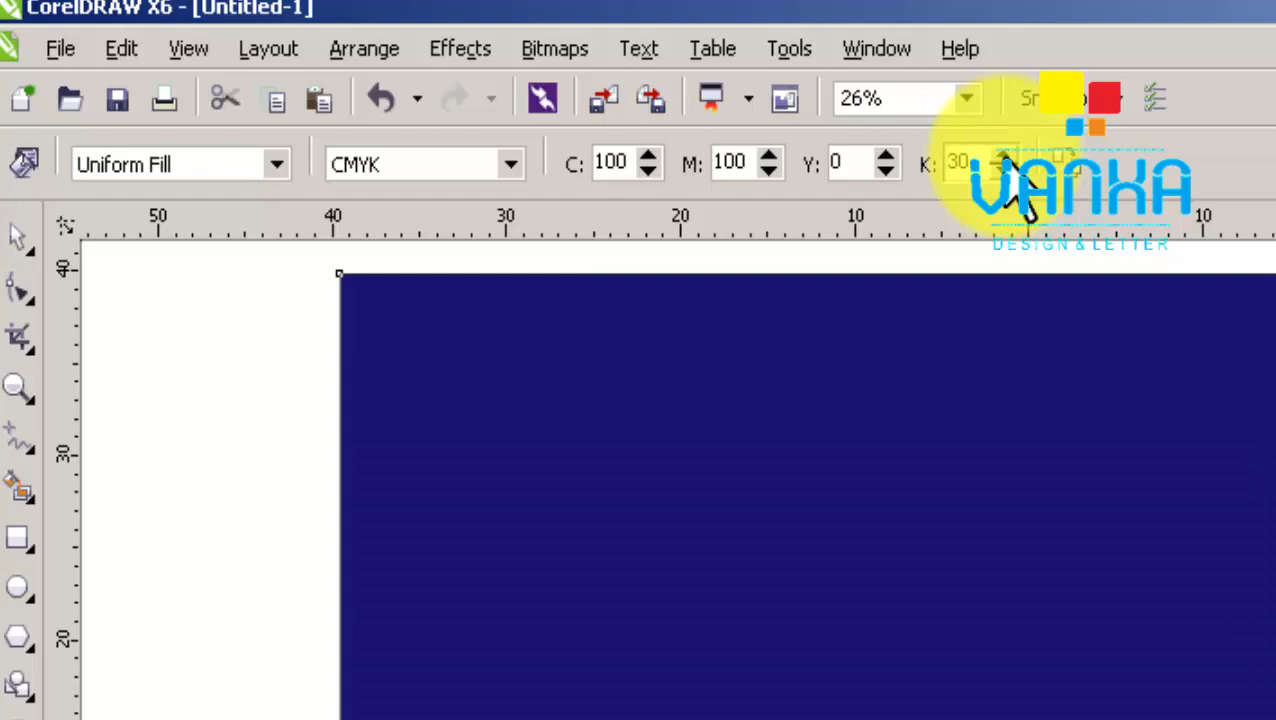 CorelDRAW X6 - [Untitled-1]
File Edit View Layout Arrange Effects Bitmaps Text Table Tools Window Help
26%
Uniform Fill CMYK C: 100 M: 100 Y: 0 K: 30
VANKA
DESIGN & LETTER
50 40 30 20 10 10
40
30
20